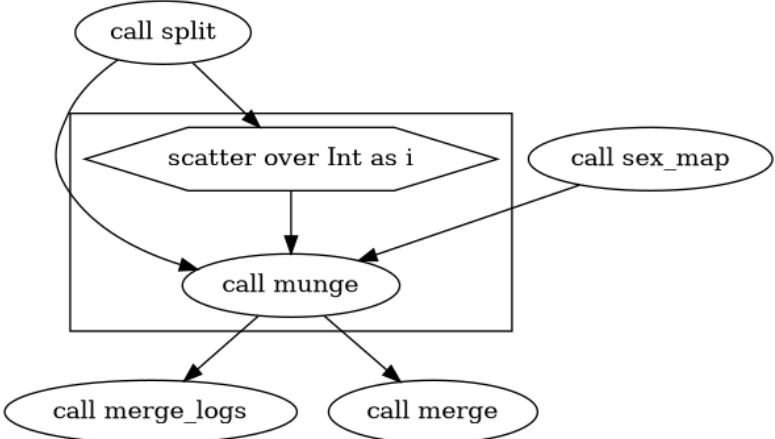 call split
scatter over Int as i
call sex_map
call munge
call merge_logs
call merge